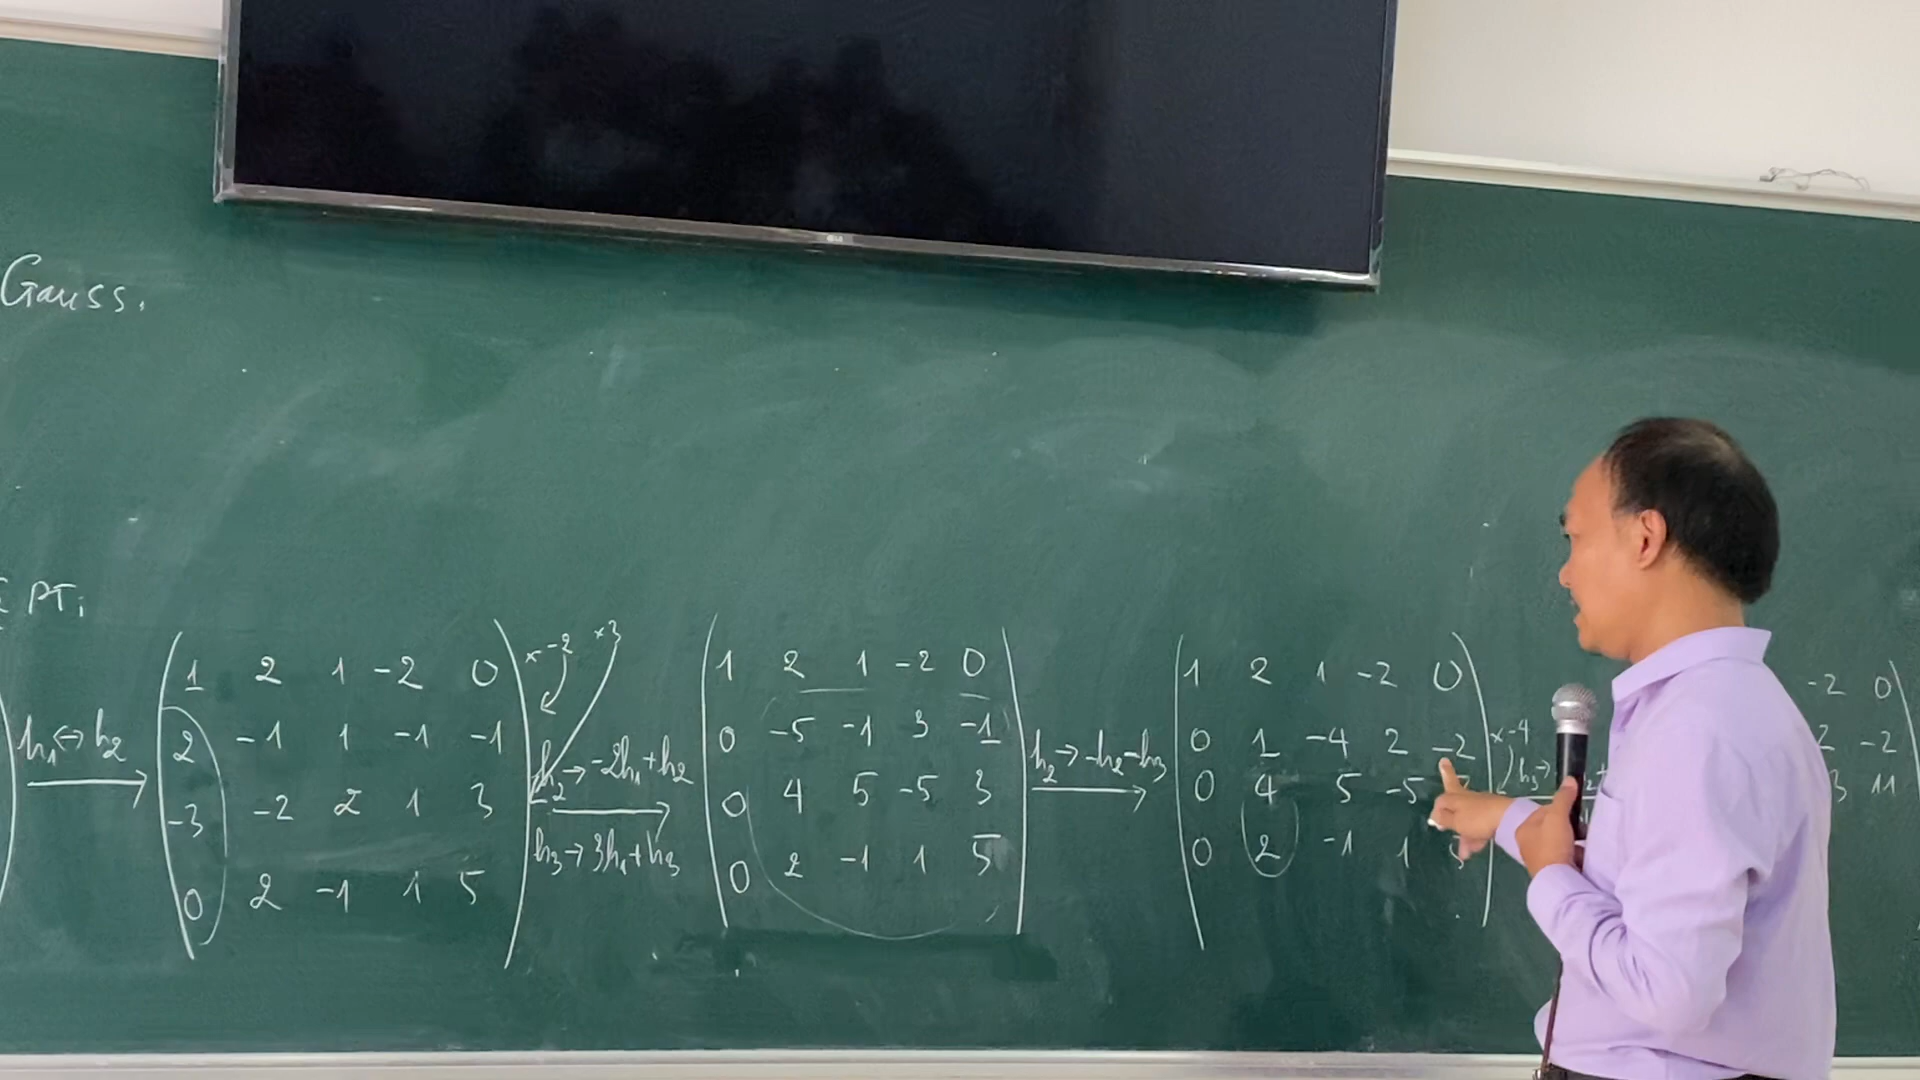 Gauss.
PT:
h₁ ↔ h₂
1 2 1 -2 0
2 -1 1 -1 -1
-3 -2 2 1 3
0 2 -1 1 5
x -2 x3
h₂ → -2h₁+h₂
h₃ → 3h₁+h₃
1 2 1 -2 0
0 -5 -1 3 -1
0 4 5 -5 3
0 2 -1 1 5
h₂ → -h₂-h₃
1 2 1 -2 0
0 1 -4 2 -2
0 4 5 -5
0 2 -1 1 5
x -4
h₃ →
-2 0
2 -2
3 11